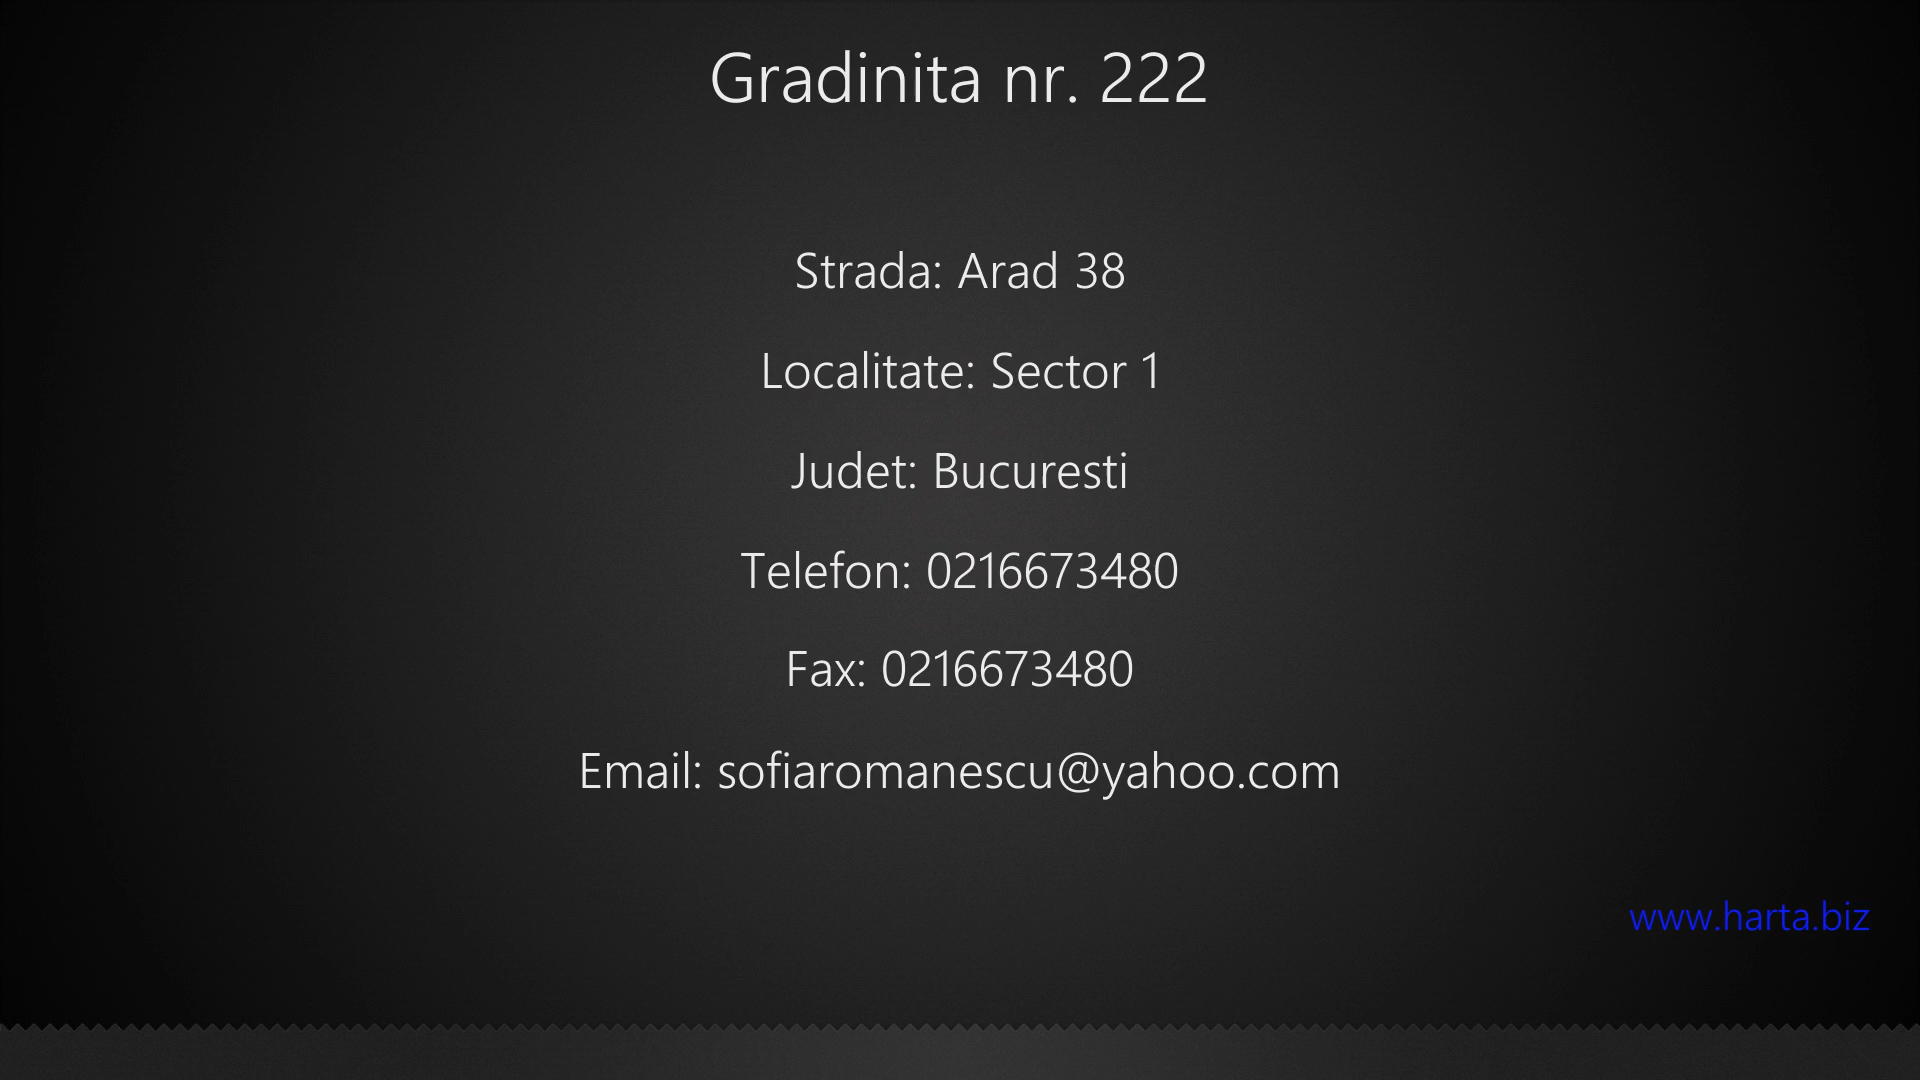 Gradinita nr. 222
Strada: Arad 38
Localitate: Sector 1
Judet: Bucuresti
Telefon: 0216673480
Fax: 0216673480
Email: sofiaromanescu@yahoo.com
www.harta.biz